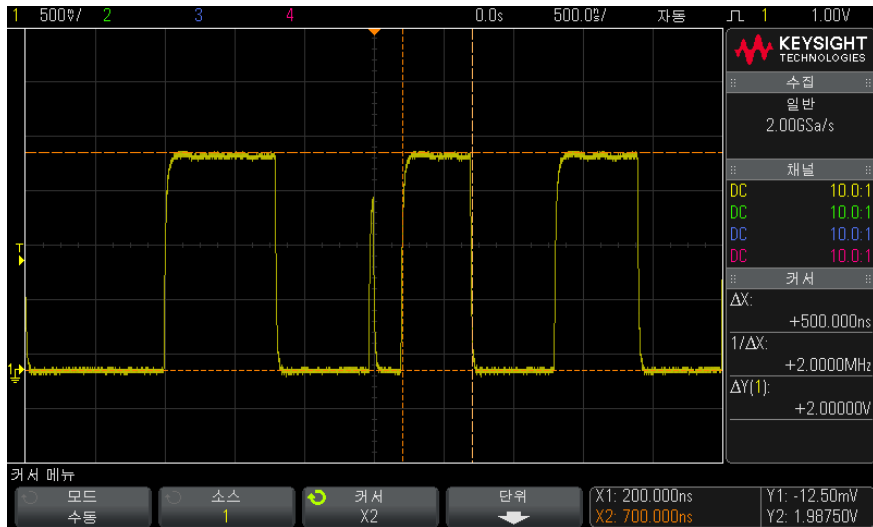 1 500㎷/ 2 3 4 0.0s 500.0㎱/ 자동 1 1.00V
KEYSIGHT
TECHNOLOGIES
수집
일반
2.00GSa/s
채널
DC 10.0:1
DC 10.0:1
DC 10.0:1
DC 10.0:1
커서
ΔX:
+500.000ns
1/ΔX:
+2.0000MHz
ΔY(1):
+2.00000V
T
1
커서 메뉴
모드
수동
소스
1
커서
X2
단위
X1: 200.000ns
X2: 700.000ns
Y1: -12.50mV
Y2: 1.98750V